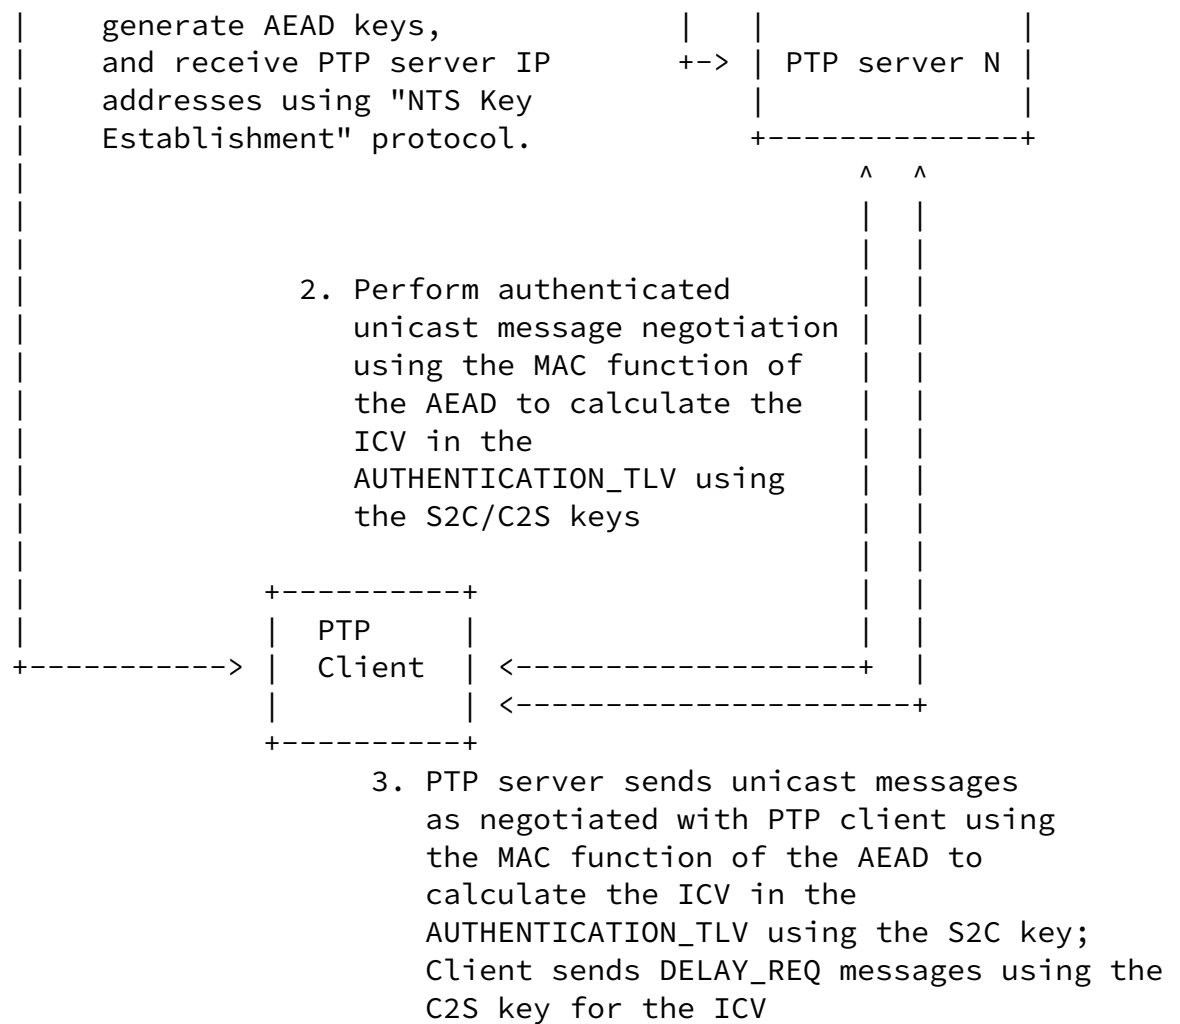 generate AEAD keys,
and receive PTP server IP
addresses using "NTS Key
Establishment" protocol.
PTP server N
2. Perform authenticated
unicast message negotiation
using the MAC function of
the AEAD to calculate the
ICV in the
AUTHENTICATION_TLV using
the S2C/C2S keys
PTP
Client
3. PTP server sends unicast messages
as negotiated with PTP client using
the MAC function of the AEAD to
calculate the ICV in the
AUTHENTICATION_TLV using the S2C key;
Client sends DELAY_REQ messages using the
C2S key for the ICV